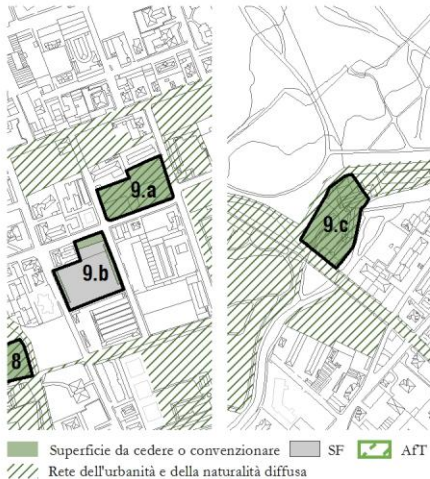 9.a
9.b
9.c
8
Superficie da cedere o convenzionare SF AfT
Rete dell'urbanità e della naturalità diffusa